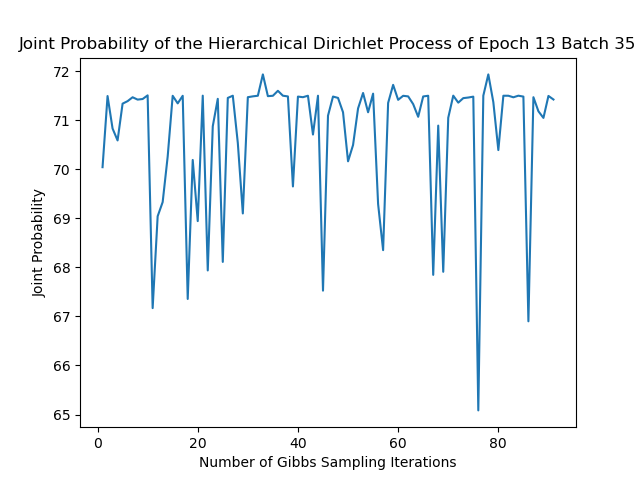 Joint Probability of the Hierarchical Dirichlet Process of Epoch 13 Batch 35
72
71
70
69
68
67
66
65
Joint Probability
0 20 40 60 80
Number of Gibbs Sampling Iterations